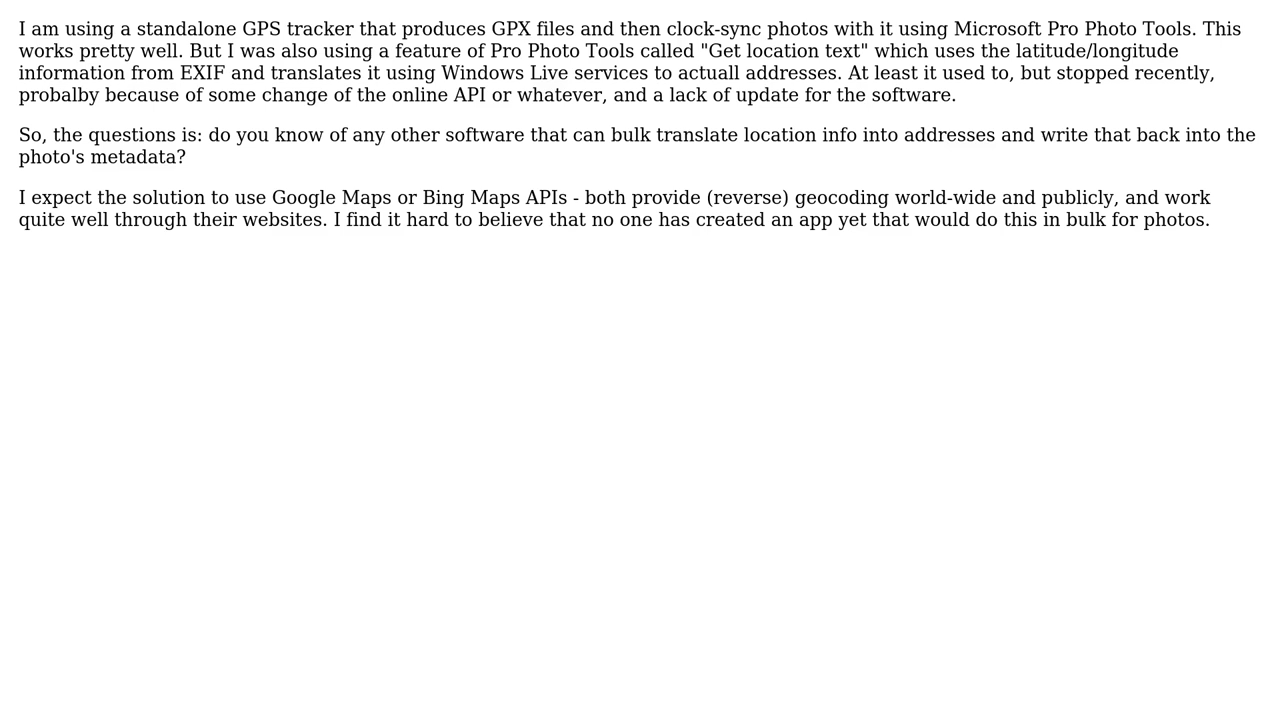 I am using a standalone GPS tracker that produces GPX files and then clock-sync photos with it using Microsoft Pro Photo Tools. This
works pretty well. But I was also using a feature of Pro Photo Tools called "Get location text" which uses the latitude/longitude
information from EXIF and translates it using Windows Live services to actuall addresses. At least it used to, but stopped recently,
probalby because of some change of the online API or whatever, and a lack of update for the software.
So, the questions is: do you know of any other software that can bulk translate location info into addresses and write that back into the
photo's metadata?
I expect the solution to use Google Maps or Bing Maps APIs - both provide (reverse) geocoding world-wide and publicly, and work
quite well through their websites. I find it hard to believe that no one has created an app yet that would do this in bulk for photos.